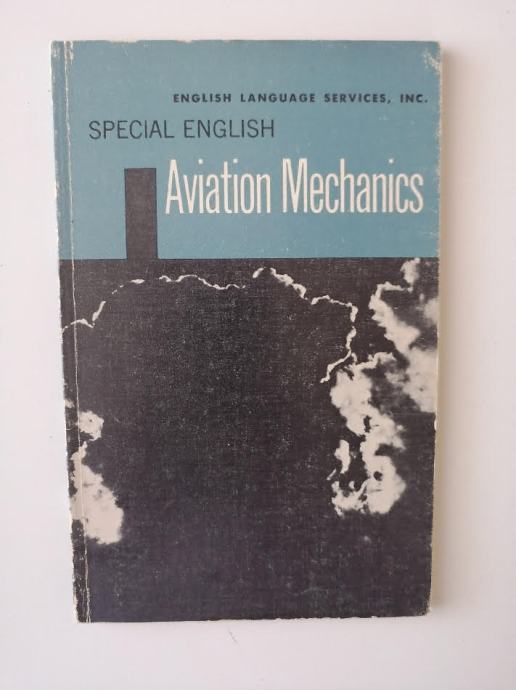 ENGLISH LANGUAGE SERVICES, INC.
SPECIAL ENGLISH
Aviation Mechanics